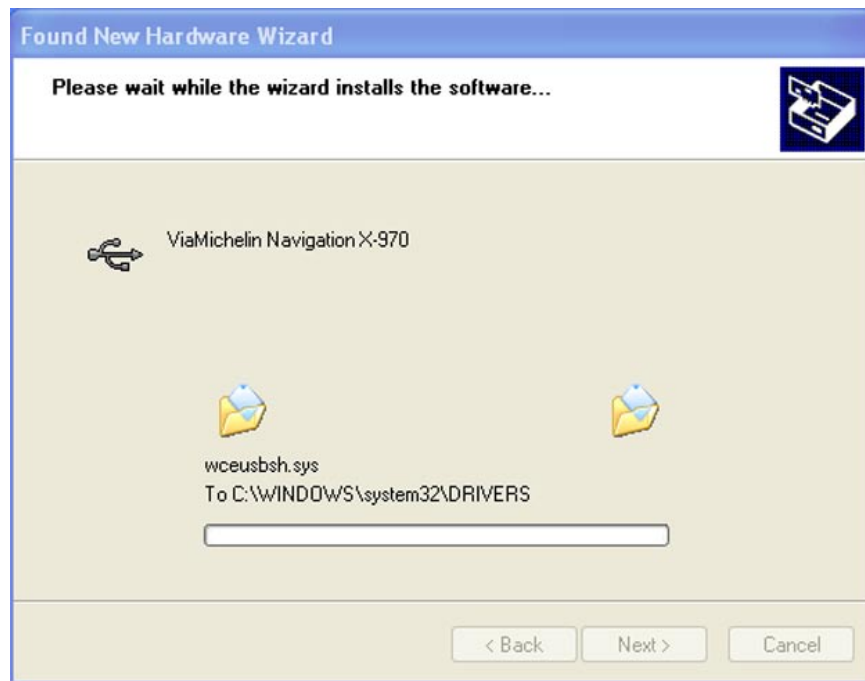 Found New Hardware Wizard
Please wait while the wizard installs the software...
ViaMichelin Navigation X-970
wceusbsh.sys
To C:\WINDOWS\system32\DRIVERS
< Back Next > Cancel